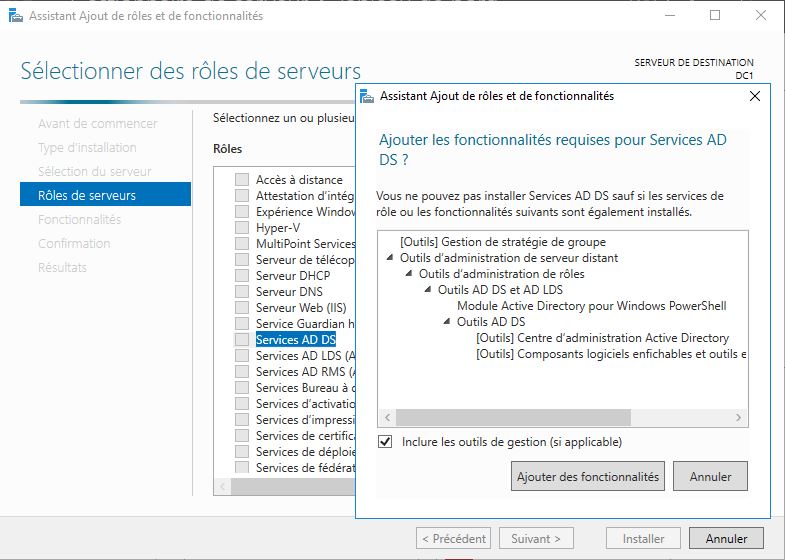 Assistant Ajout de rôles et de fonctionnalités
Sélectionner des rôles de serveurs
SERVEUR DE DESTINATION
DC1
Avant de commencer
Type d'installation
Sélection du serveur
Rôles de serveurs
Fonctionnalités
Confirmation
Résultats
Sélectionnez un ou plusieu
Rôles
Accès à distance
Attestation d'intég
Expérience Window
Hyper-V
MultiPoint Services
Serveur de télécop
Serveur DHCP
Serveur DNS
Serveur Web (IIS)
Service Guardian h
Services AD DS
Services AD LDS (A
Services AD RMS (A
Services Bureau à d
Services d'activation
Services d'impressi
Services de certifica
Services de déploie
Services de fédérat
Assistant Ajout de rôles et de fonctionnalités
Ajouter les fonctionnalités requises pour Services AD
DS ?
Vous ne pouvez pas installer Services AD DS sauf si les services de
rôle ou les fonctionnalités suivants sont également installés.
[Outils] Gestion de stratégie de groupe
Outils d'administration de serveur distant
Outils d'administration de rôles
Outils AD DS et AD LDS
Module Active Directory pour Windows PowerShell
Outils AD DS
[Outils] Centre d'administration Active Directory
[Outils] Composants logiciels enfichables et outils e
Inclure les outils de gestion (si applicable)
Ajouter des fonctionnalités
Annuler
< Précédent
Suivant >
Installer
Annuler